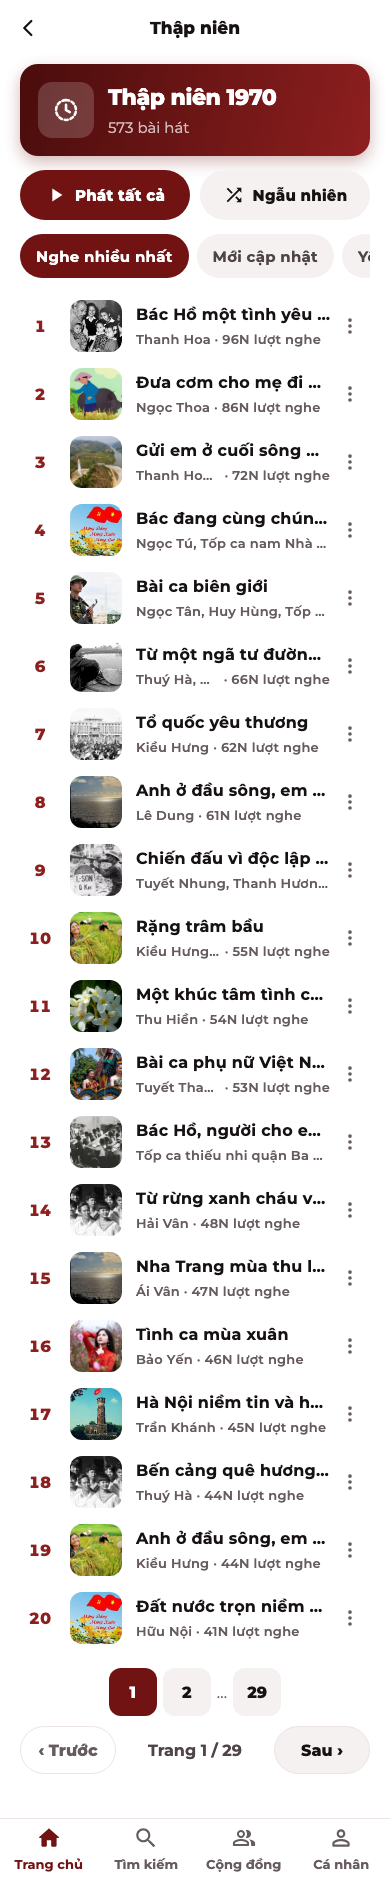 Thập niên
Thập niên 1970
573 bài hát
Phát tất cả
Ngẫu nhiên
Nghe nhiều nhất
Mới cập nhật
1
Bác Hồ một tình yêu ...
Thanh Hoa · 96N lượt nghe
2
Đưa cơm cho mẹ đi ...
Ngọc Thoa · 86N lượt nghe
3
Gửi em ở cuối sông ...
Thanh Ho... · 72N lượt nghe
4
Bác đang cùng chún...
Ngọc Tú, Tốp ca nam Nhà ...
5
Bài ca biên giới
Ngọc Tân, Huy Hùng, Tốp ...
6
Từ một ngã tư đườn...
Thuý Hà, ... · 66N lượt nghe
7
Tổ quốc yêu thương
Kiều Hưng · 62N lượt nghe
8
Anh ở đầu sông, em ...
Lê Dung · 61N lượt nghe
9
Chiến đấu vì độc lập ...
Tuyết Nhung, Thanh Hươn...
10
Rặng trâm bầu
Kiều Hưng... · 55N lượt nghe
11
Một khúc tâm tình c...
Thu Hiền · 54N lượt nghe
12
Bài ca phụ nữ Việt N...
Tuyết Tha... · 53N lượt nghe
13
Bác Hồ, người cho e...
Tốp ca thiếu nhi quận Ba ...
14
Từ rừng xanh cháu v...
Hải Vân · 48N lượt nghe
15
Nha Trang mùa thu l...
Ái Vân · 47N lượt nghe
16
Tình ca mùa xuân
Bảo Yến · 46N lượt nghe
17
Hà Nội niềm tin và h...
Trần Khánh · 45N lượt nghe
18
Bến cảng quê hương...
Thuý Hà · 44N lượt nghe
19
Anh ở đầu sông, em ...
Kiều Hưng · 44N lượt nghe
20
Đất nước trọn niềm ...
Hữu Nội · 41N lượt nghe
1 2 ... 29
‹ Trước
Trang 1 / 29
Sau ›
Trang chủ
Tìm kiếm
Cộng đồng
Cá nhân